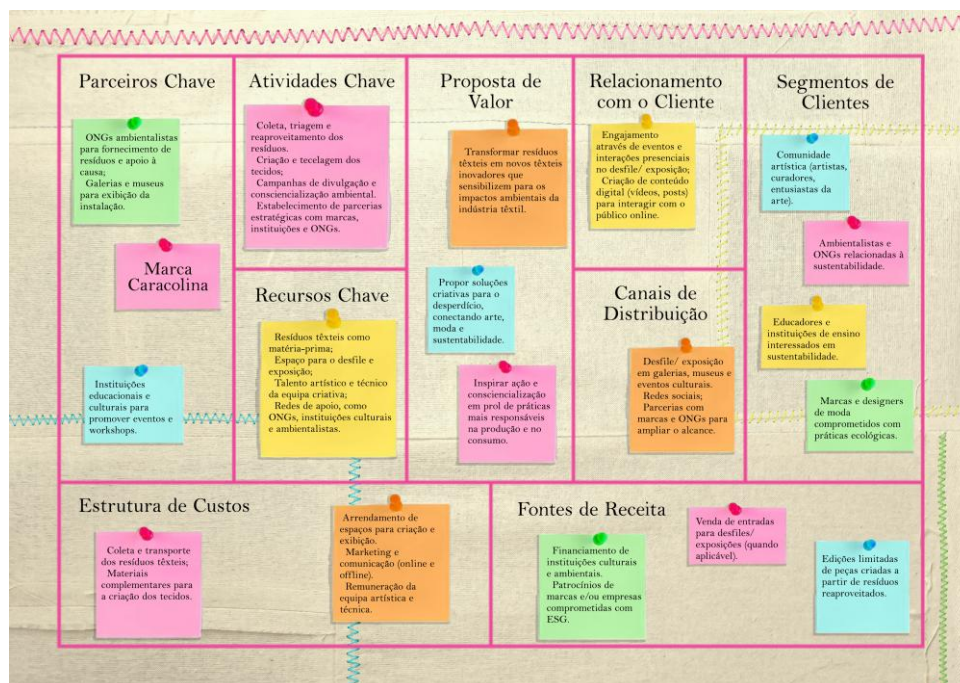 Parceiros Chave
ONGs ambientalistas
para fornecimento de
resíduos e apoio à
causa;
Galerias e museus
para exibição da
instalação.
Marca
Caracolina
Instituições
educacionais e
culturais para
promover eventos e
workshops.
Atividades Chave
Coleta, triagem e
reaproveitamento dos
resíduos.
Criação e tecelagem dos
tecidos;
Campanhas de divulgação e
consciencialização ambiental.
Estabelecimento de parcerias
estratégicas com marcas,
instituições e ONGs.
Recursos Chave
Resíduos têxteis como
matéria-prima;
Espaço para o desfile e
exposição;
Talento artístico e técnico
da equipa criativa;
Redes de apoio, como
ONGs, instituições culturais
e ambientalistas.
Proposta de
Valor
Transformar resíduos
têxteis em novos têxteis
inovadores que
sensibilizem para os
impactos ambientais da
indústria têxtil.
Propor soluções
criativas para o
desperdício,
conectando arte,
moda e
sustentabilidade.
Inspirar ação e
consciencialização
em prol de práticas
mais responsáveis
na produção e no
consumo.
Relacionamento
com o Cliente
Engajamento
através de eventos e
interações presenciais
no desfile/ exposição;
Criação de conteúdo
digital (vídeos, posts)
para interagir com o
público online.
Canais de
Distribuição
Desfile/ exposição
em galerias, museus e
eventos culturais.
Redes sociais;
Parcerias com
marcas e ONGs para
ampliar o alcance.
Segmentos de
Clientes
Comunidade
artística (artistas,
curadores,
entusiastas da
arte).
Ambientalistas e
ONGs relacionadas à
sustentabilidade.
Educadores e
instituições de ensino
interessados em
sustentabilidade.
Marcas e designers
de moda
comprometidos com
práticas ecológicas.
Estrutura de Custos
Coleta e transporte
dos resíduos têxteis;
Materiais
complementares para
a criação dos tecidos.
Arrendamento de
espaços para criação e
exibição.
Marketing e
comunicação (online e
offline).
Remuneração da
equipa artística e
técnica.
Fontes de Receita
Financiamento de
instituições culturais
e ambientais.
Patrocínios de
marcas e/ou empresas
comprometidas com
ESG.
Venda de entradas
para desfiles/
exposições (quando
aplicável).
Edições limitadas
de peças criadas a
partir de resíduos
reaproveitados.